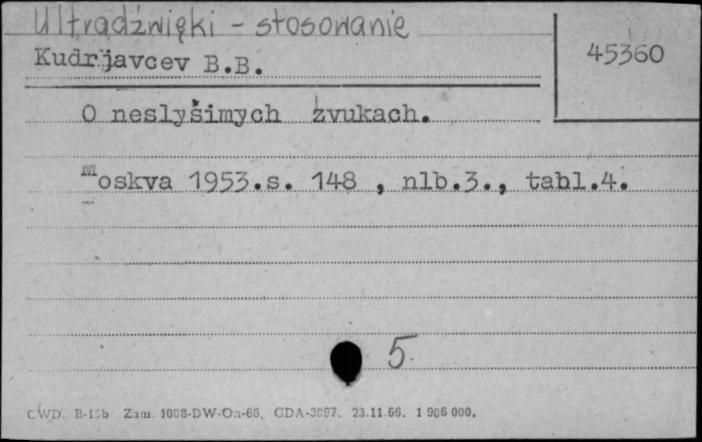 Ultradźwięki - stosowanie
45360
Kudrjavcev B.B.
O neslyšimych zvukach.
Moskva 1953.s. 148 , nlb.3., tabl.4.
5
CWD. Zam. 1008-DW-On-66. CDA-3097. 23.11.66. 1 906 000.